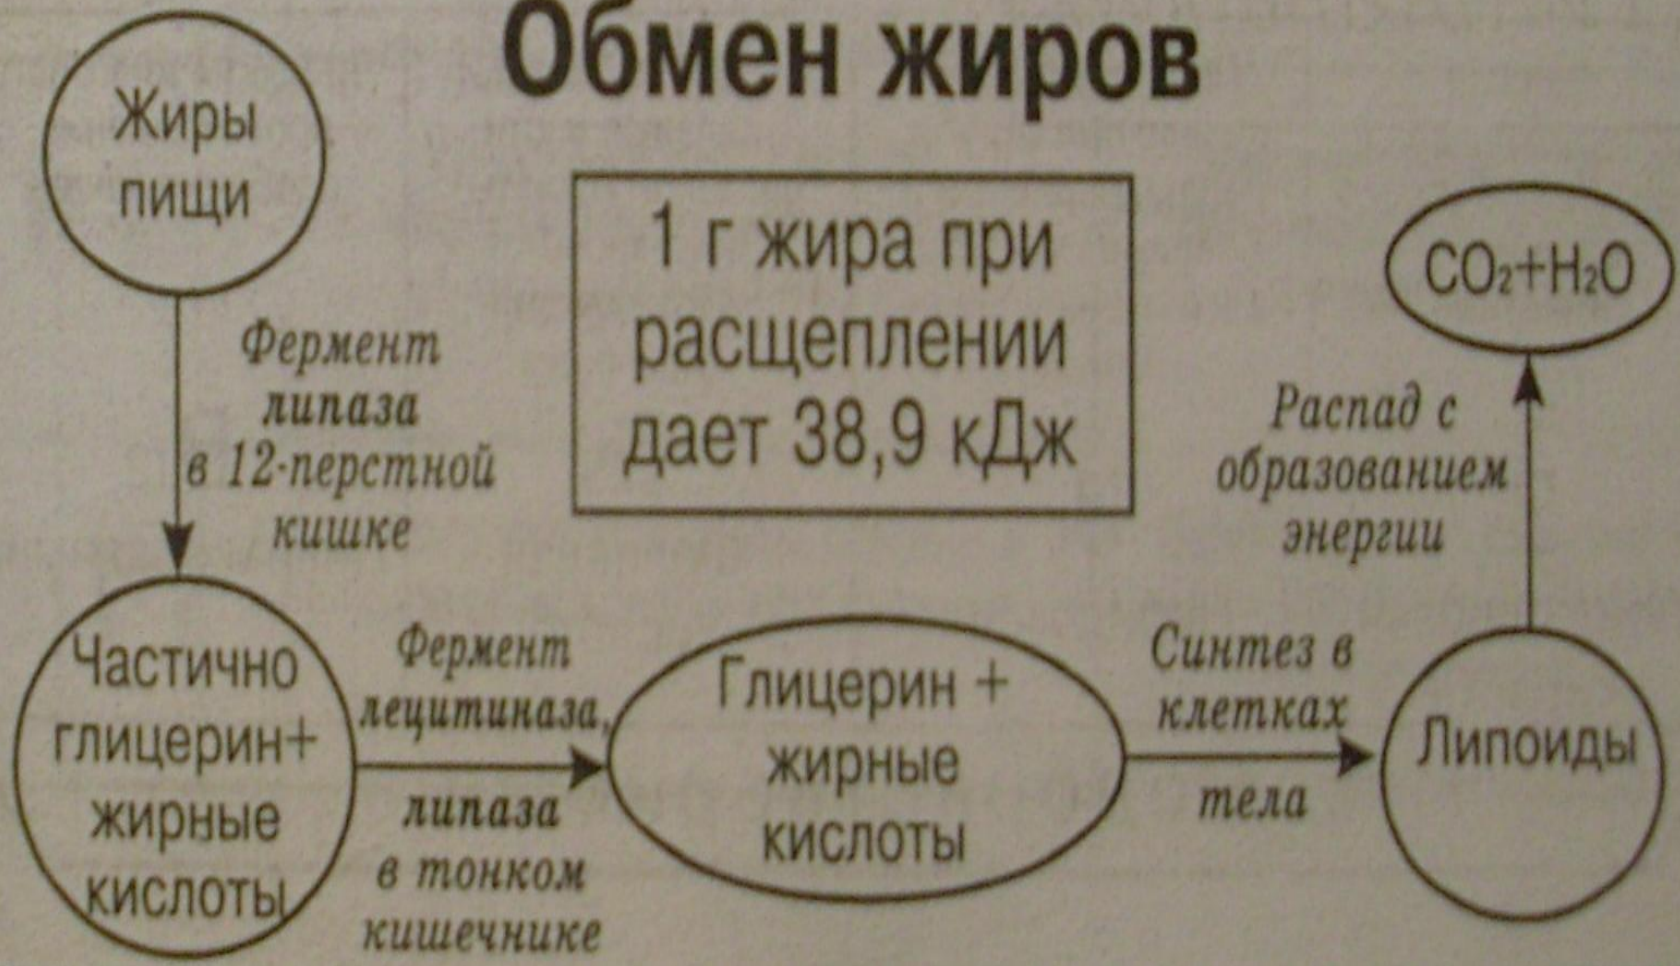 Обмен жиров
Жиры
пищи
1 г жира при
расщеплении
дает 38,9 кДж
CO₂+H₂O
Фермент
липаза
в 12-перстной
кишке
Распад с
образованием
энергии
Частично
глицерин+
жирные
кислоты
Фермент
лецитиназа,
липаза
в тонком
кишечнике
Глицерин +
жирные
кислоты
Синтез в
клетках
тела
Липоиды